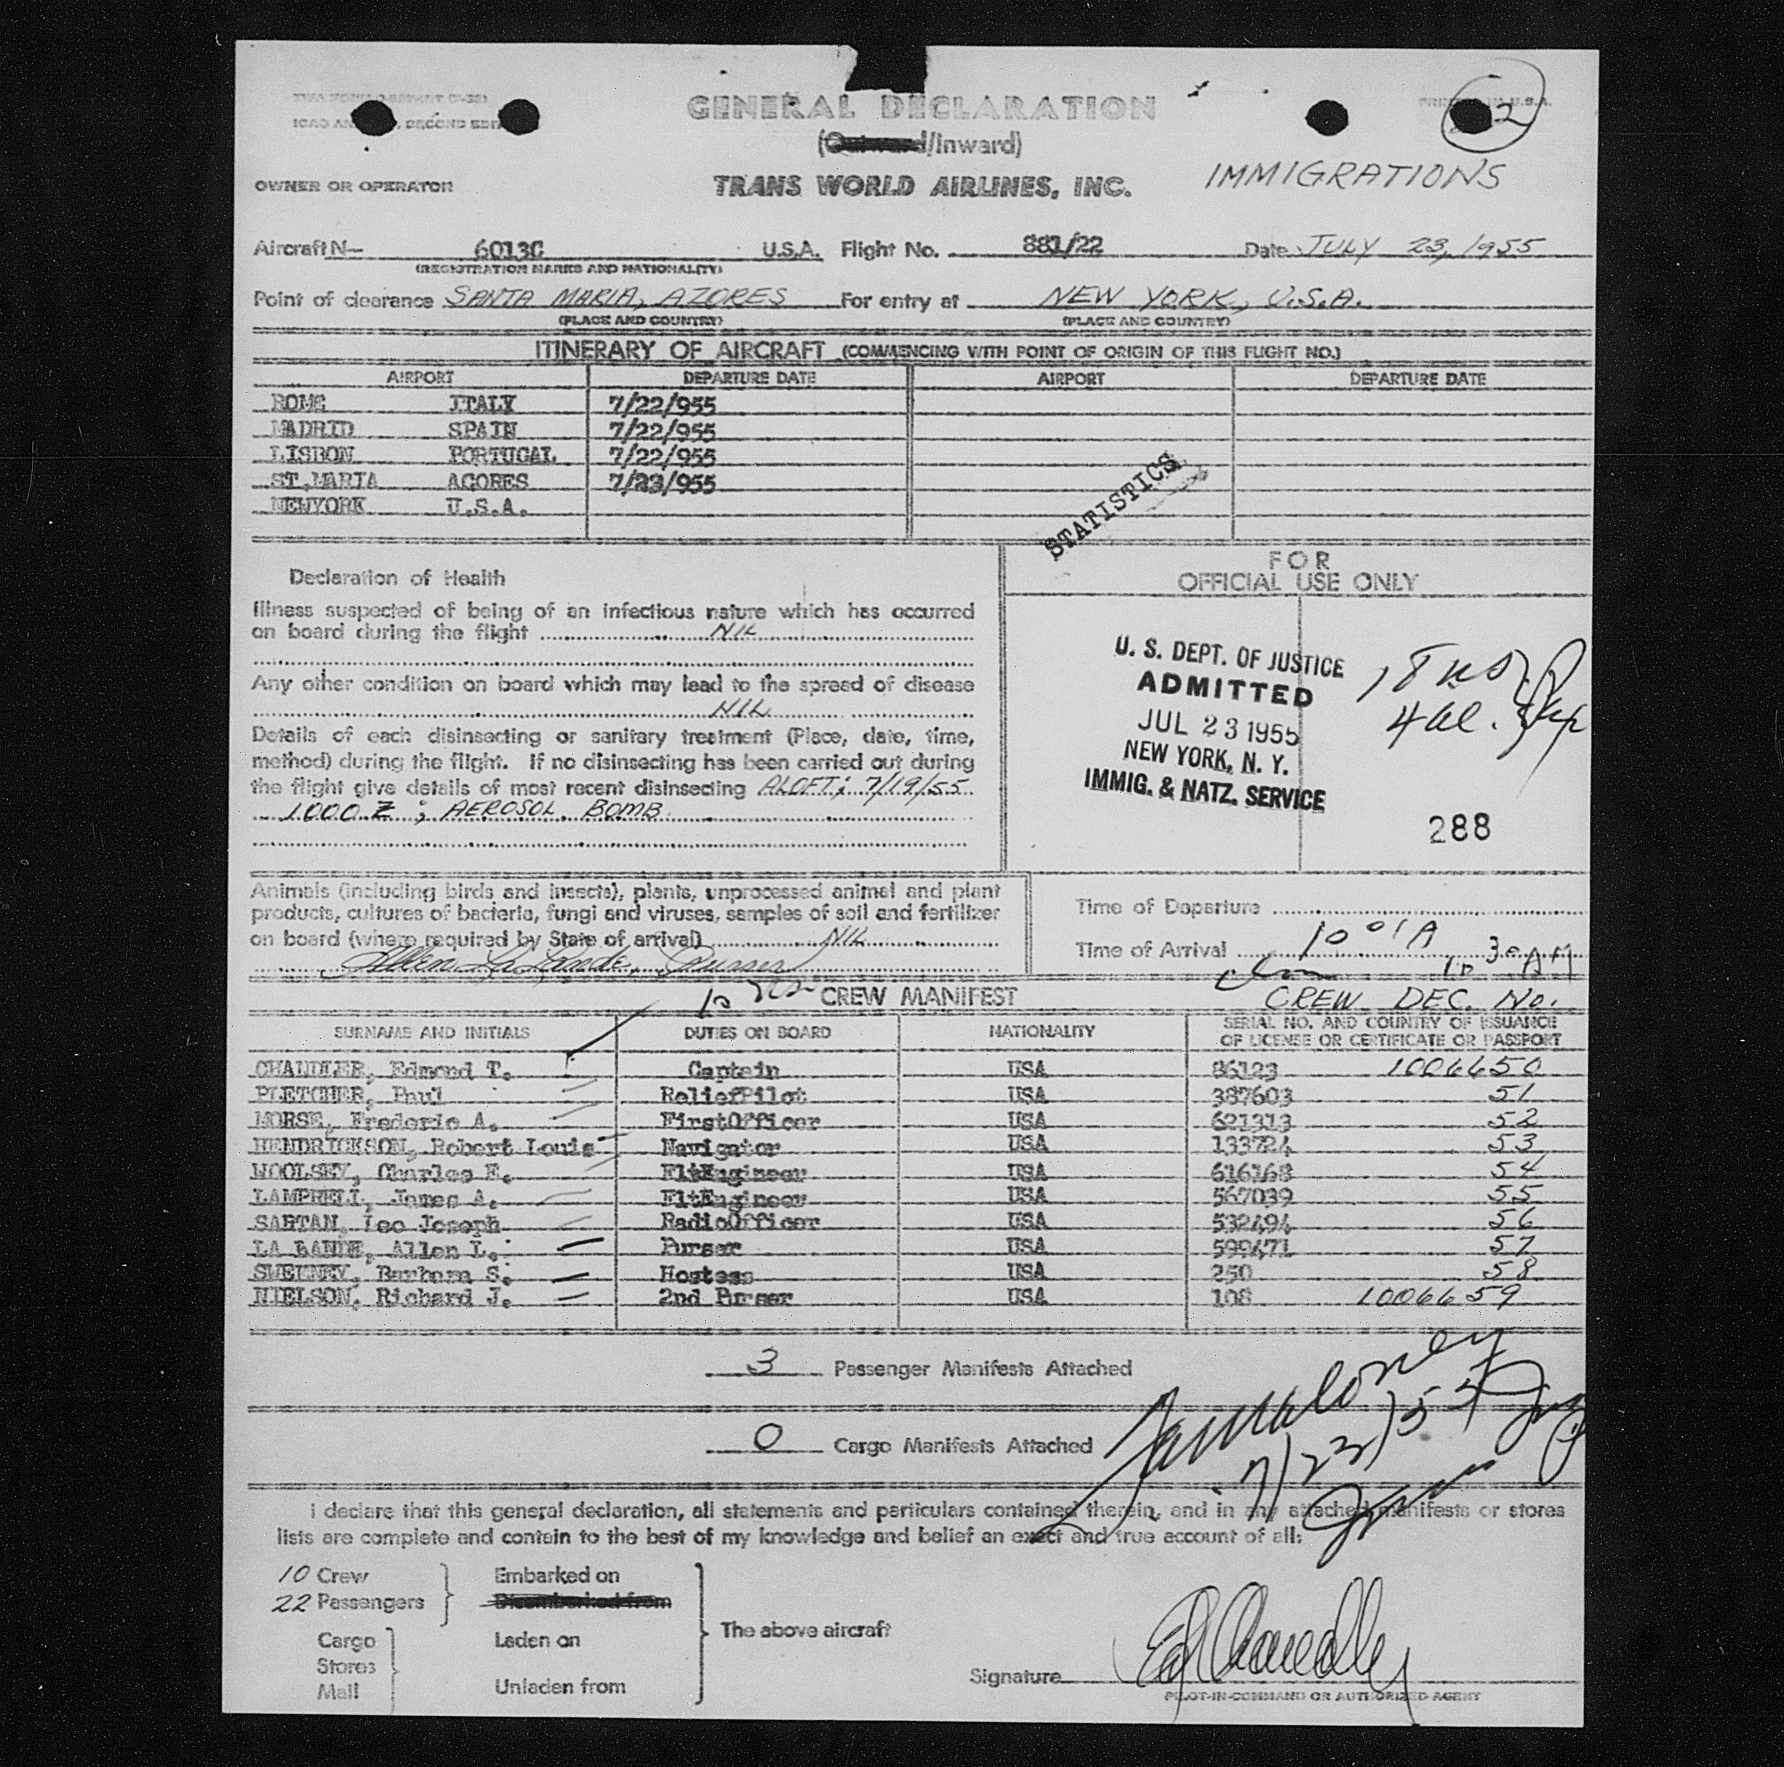 GENERAL DECLARATION
(Outward/Inward)
IMMIGRATIONS
OWNER OR OPERATOR TRANS WORLD AIRLINES, INC.
Aircraft N— 6013C U.S.A. Flight No. 881/22 Date JULY 23, 1955
(REGISTRATION MARKS AND NATIONALITY)
Point of clearance SANTA MARIA, AZORES For entry at NEW YORK, U.S.A.
(PLACE AND COUNTRY) (PLACE AND COUNTRY)
ITINERARY OF AIRCRAFT (COMMENCING WITH POINT OF ORIGIN OF THIS FLIGHT NO.)
AIRPORT DEPARTURE DATE AIRPORT DEPARTURE DATE
ROME ITALY 7/22/955
MADRID SPAIN 7/22/955
LISBON PORTUGAL 7/22/955
ST.MARIA ACORES 7/23/955
NEWYORK U.S.A.
STATISTICS
FOR
OFFICIAL USE ONLY
Declaration of Health
Illness suspected of being of an infectious nature which has occurred
on board during the flight NIL
Any other condition on board which may lead to the spread of disease
NIL
Details of each disinsecting or sanitary treatment (Place, date, time,
method) during the flight. If no disinsecting has been carried out during
the flight give details of most recent disinsecting ALOFT; 7/19/55
1000 Z; AEROSOL BOMB
U. S. DEPT. OF JUSTICE
ADMITTED
JUL 23 1955
NEW YORK, N. Y.
IMMIG. & NATZ. SERVICE
288
Animals (including birds and insects), plants, unprocessed animal and plant
products, cultures of bacteria, fungi and viruses, samples of soil and fertilizer
on board (where required by State of arrival) NIL
Allen La Lande, Purser
Time of Departure
Time of Arrival 10 01 A
10 30 AM
CREW MANIFEST CREW DEC. No.
SURNAME AND INITIALS DUTIES ON BOARD NATIONALITY SERIAL NO. AND COUNTRY OF ISSUANCE
OF LICENSE OR CERTIFICATE OR PASSPORT
CHANDLER, Edmond T. Captain USA 86123 1006650
PLETCHER, Paul ReliefPilot USA 387603 51
MORSE, Frederic A. FirstOfficer USA 621313 52
HENDRICKSON, Robert Louis Navigator USA 133724 53
WOOLSEY, Charles F. FltEngineer USA 616168 54
LAMPRELL, James A. FltEngineer USA 567039 55
SARTAN, Leo Joseph RadioOfficer USA 532494 56
LA LANDE, Allen L. Purser USA 599471 57
SWEENEY, Barbara S. Hostess USA 250 58
NIELSON, Richard J. 2nd Purser USA 108 1006659
3 Passenger Manifests Attached
0 Cargo Manifests Attached
7/23/55
I declare that this general declaration, all statements and particulars contained therein, and in any attached manifests or stores
lists are complete and contain to the best of my knowledge and belief an exact and true account of all:
10 Crew Embarked on
22 Passengers Disembarked from
The above aircraft
Cargo Laden on
Stores
Mail Unladen from
Signature
PILOT-IN-COMMAND OR AUTHORIZED AGENT